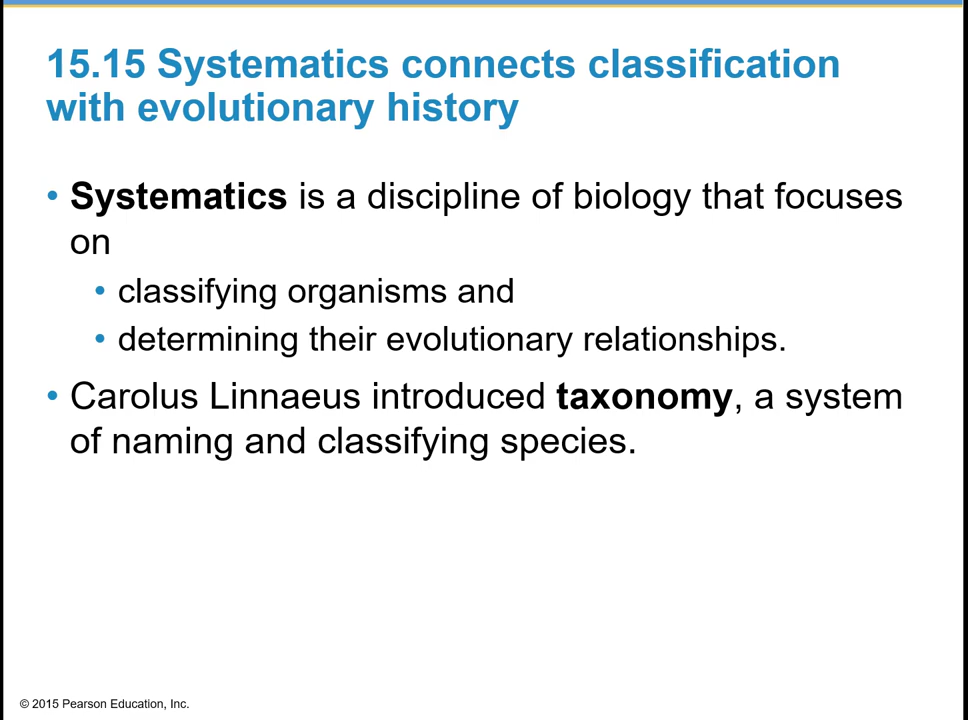 15.15 Systematics connects classification
with evolutionary history
• Systematics is a discipline of biology that focuses
on
• classifying organisms and
• determining their evolutionary relationships.
• Carolus Linnaeus introduced taxonomy, a system
of naming and classifying species.
© 2015 Pearson Education, Inc.